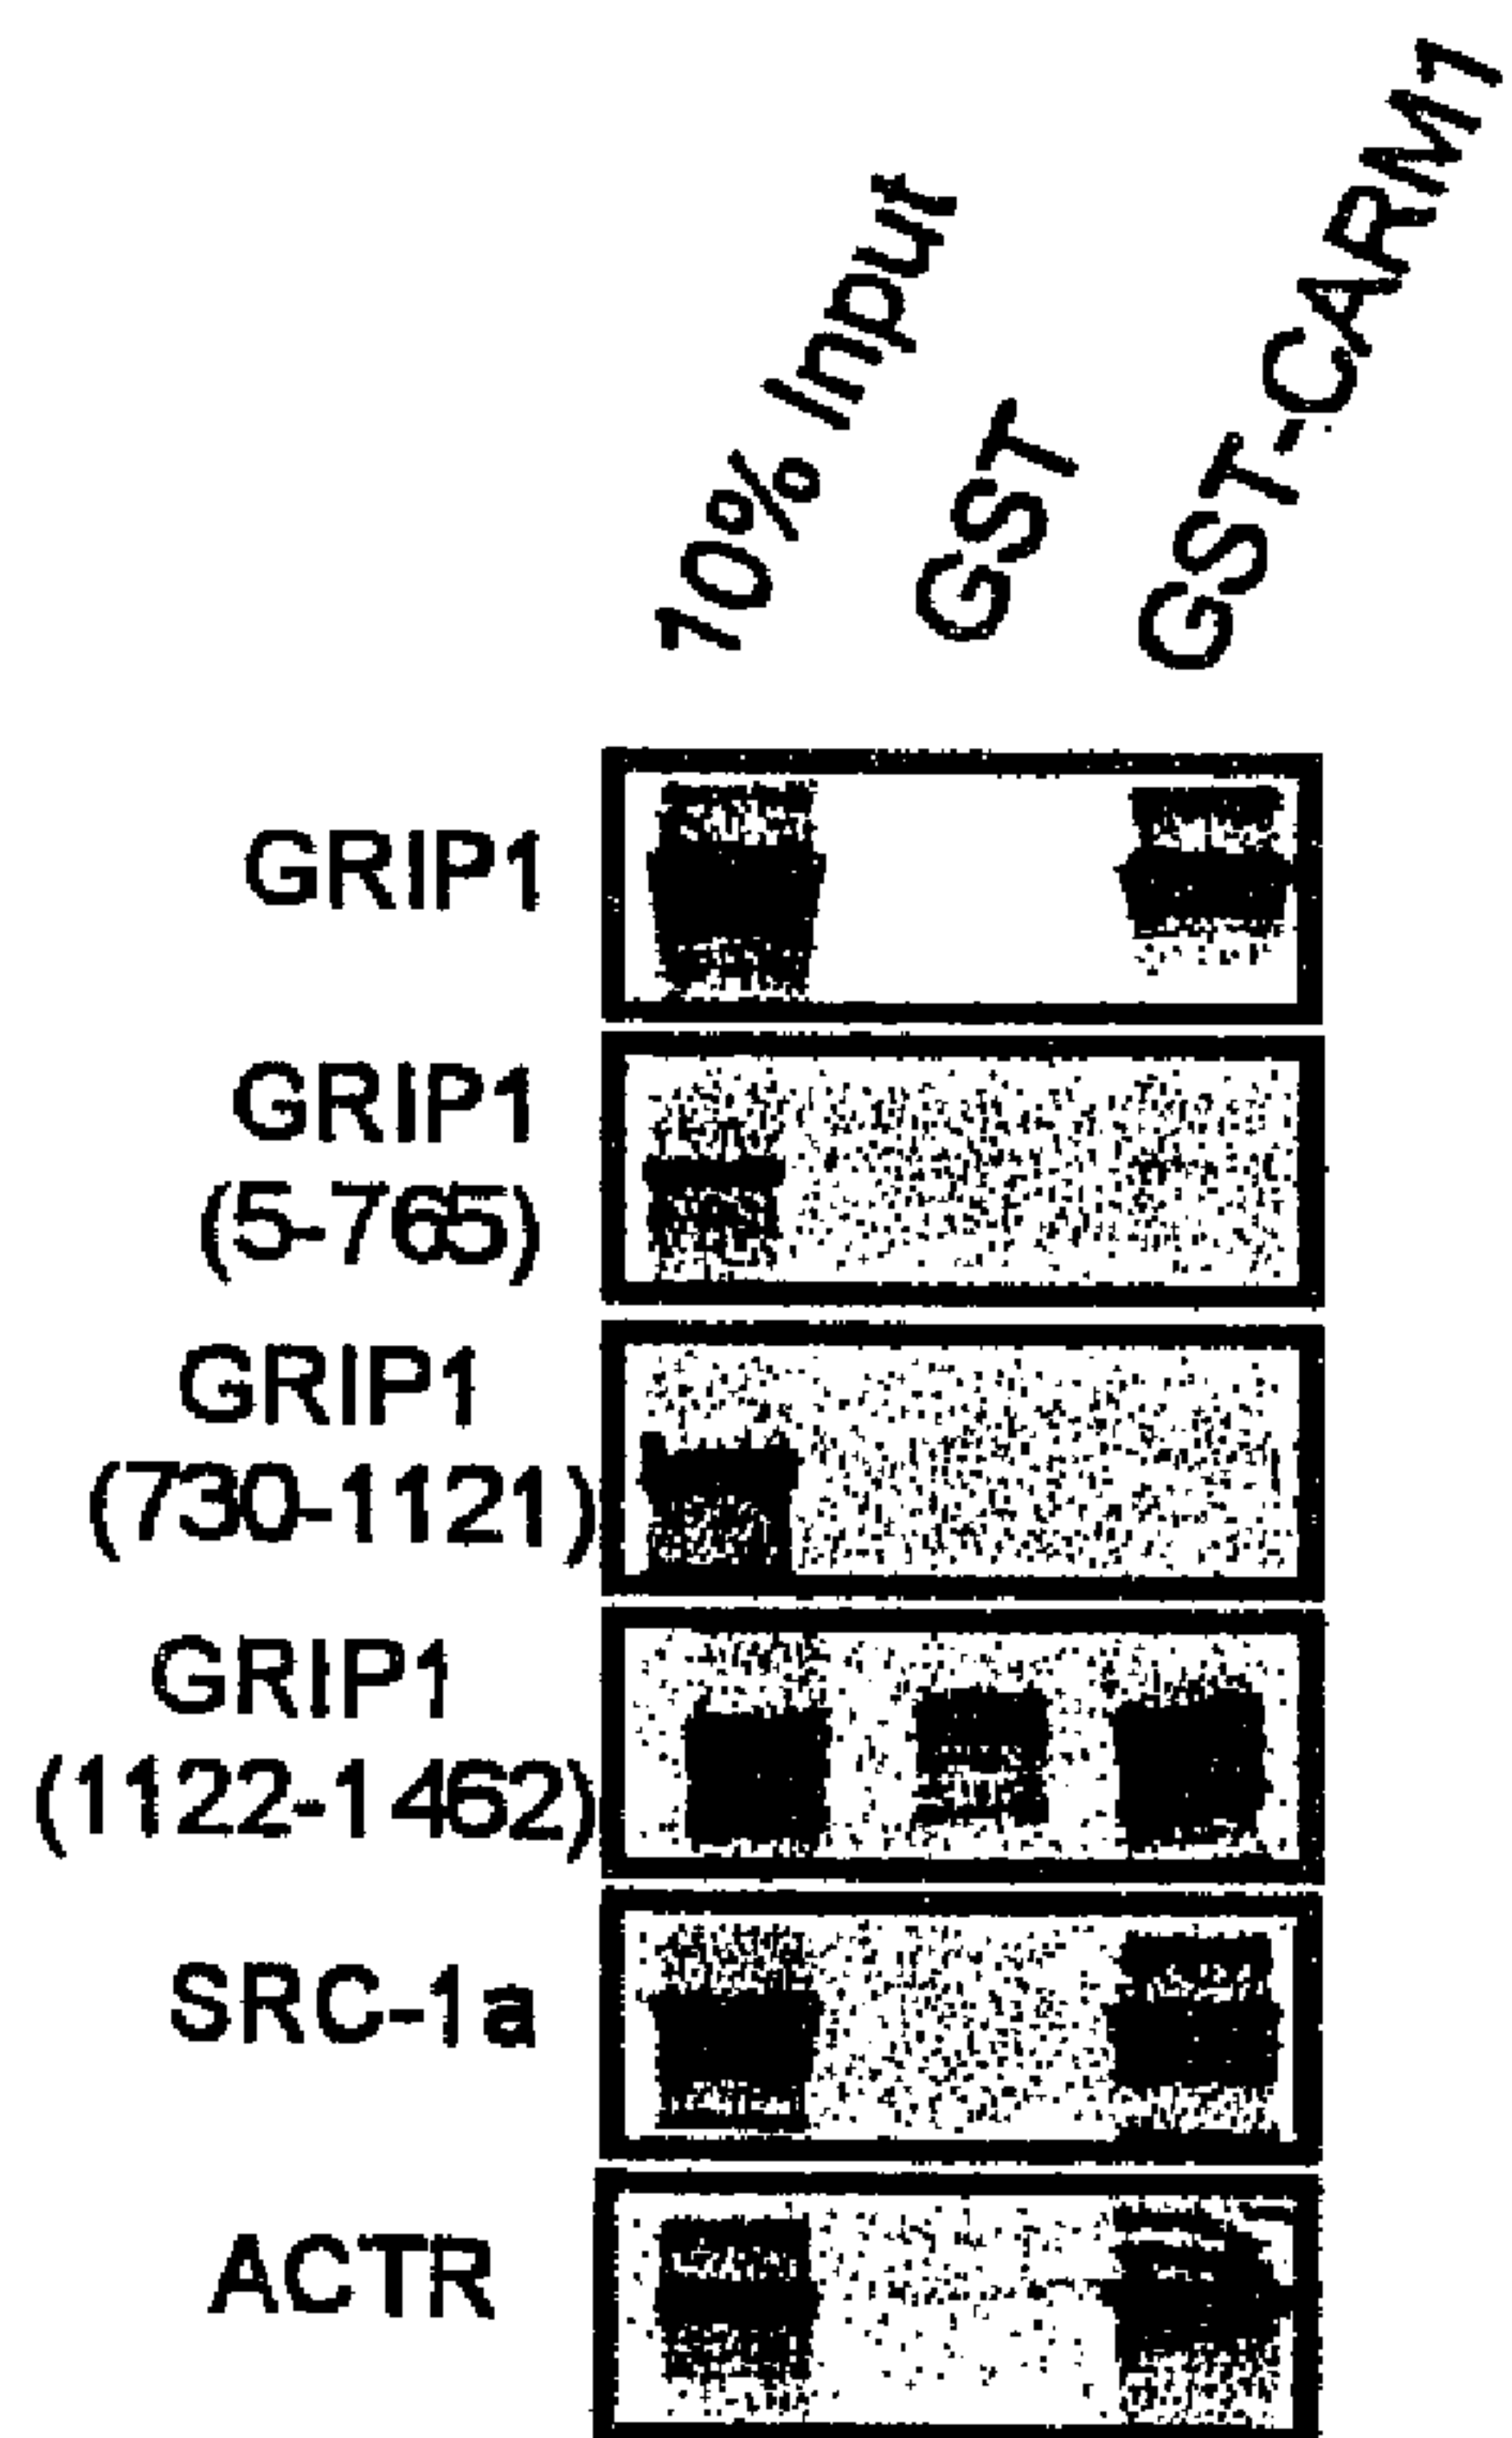 10% Input
GST
GST-CARM1
GRIP1
GRIP1
(5-765)
GRIP1
(730-1121)
GRIP1
(1122-1462)
SRC-1a
ACTR